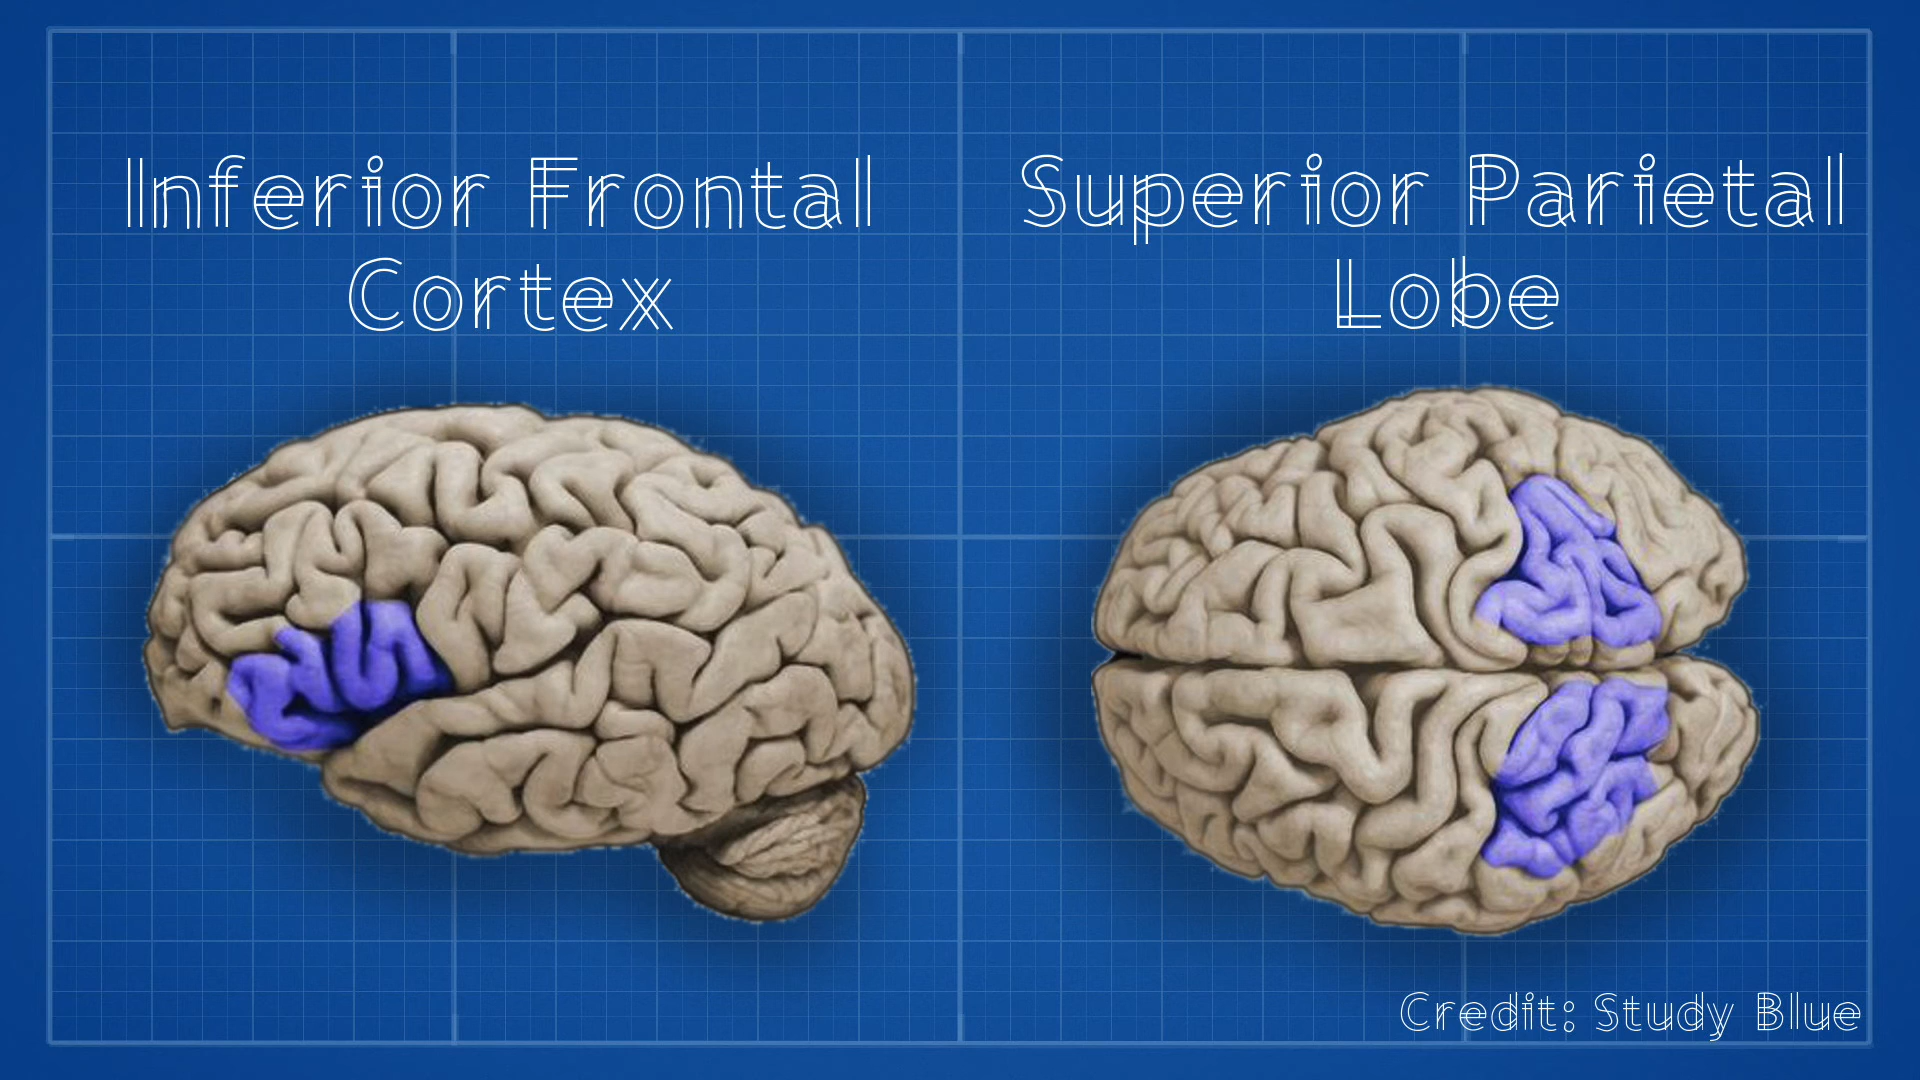 Inferior Frontal
Cortex
Superior Parietal
Lobe
Credit: Study Blue